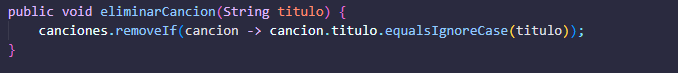 public void eliminarCancion(String titulo) {
    canciones.removeIf(cancion -> cancion.titulo.equalsIgnoreCase(titulo));
}